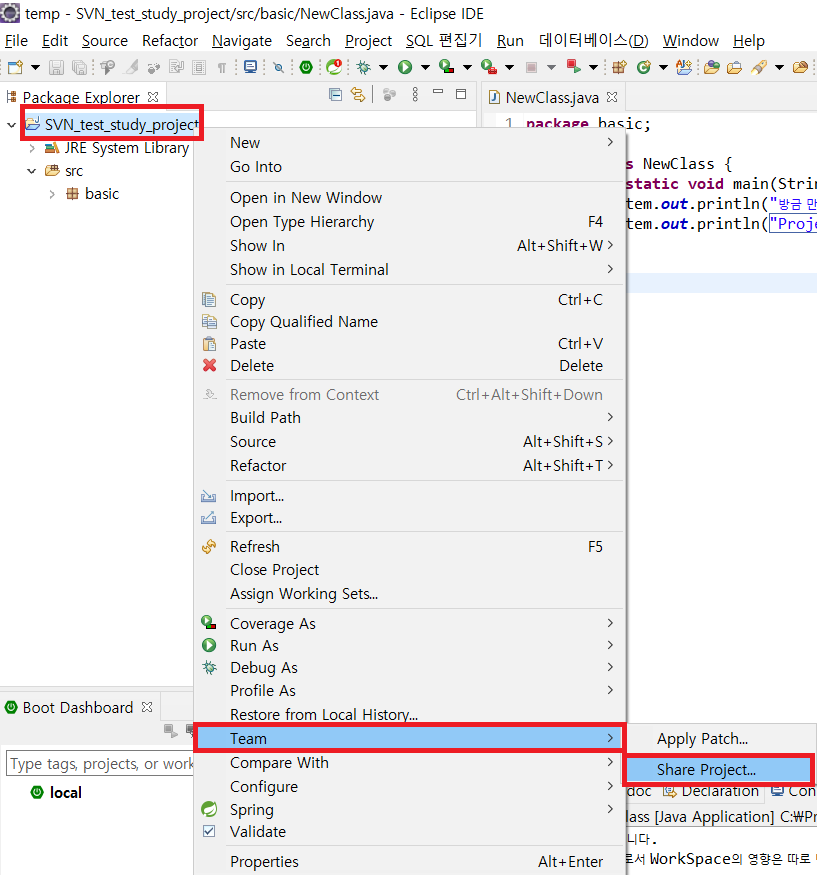 temp - SVN_test_study_project/src/basic/NewClass.java - Eclipse IDE
File Edit Source Refactor Navigate Search Project SQL 편집기 Run 데이터베이스(D) Window Help
Package Explorer
NewClass.java
SVN_test_study_project
JRE System Library
src
basic
1 package basic;
s NewClass {
static void main(Strin
tem.out.println("방금 만
tem.out.println("Proje
New
Go Into
Open in New Window
Open Type Hierarchy F4
Show In Alt+Shift+W
Show in Local Terminal
Copy Ctrl+C
Copy Qualified Name
Paste Ctrl+V
Delete Delete
Remove from Context Ctrl+Alt+Shift+Down
Build Path
Source Alt+Shift+S
Refactor Alt+Shift+T
Import...
Export...
Refresh F5
Close Project
Assign Working Sets...
Coverage As
Run As
Debug As
Profile As
Restore from Local History...
Team
Compare With
Configure
Spring
Validate
Properties Alt+Enter
Apply Patch...
Share Project...
Boot Dashboard
Type tags, projects, or work
local
doc Declaration Con
lass [Java Application] C:₩Pr
니다.
로서 WorkSpace의 영향은 따로